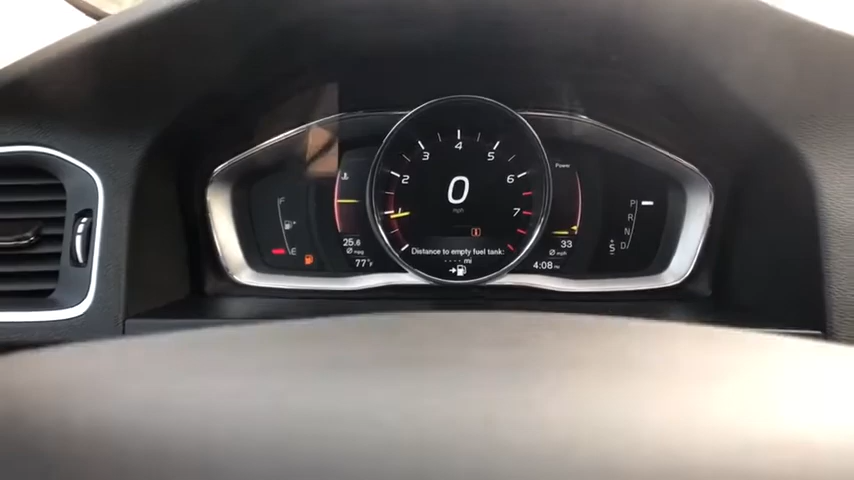 4
3
5
2
6
1
7
0
mph
Power
F
E
25.6
Ø mpg
77°F
Distance to empty fuel tank:
---- mi
33
Ø mph
4:08 PM
P
R
N
D
+
S
-